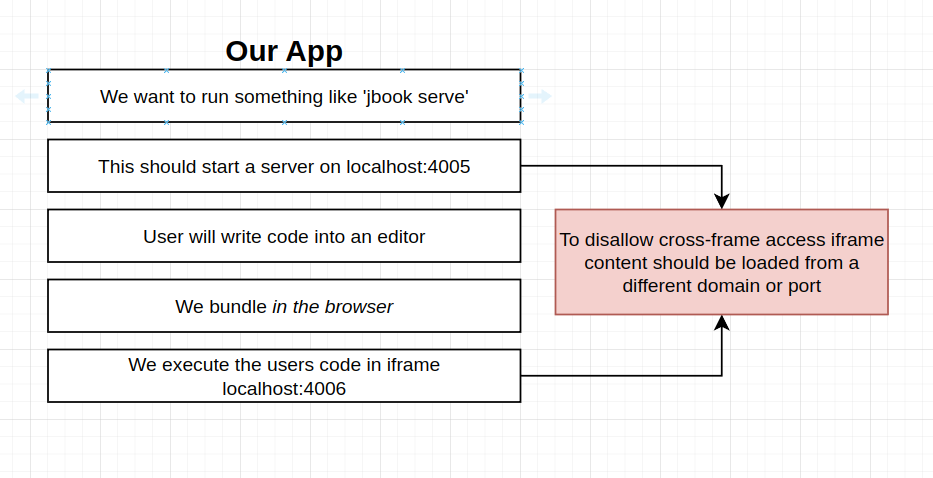 Our App
We want to run something like 'jbook serve'
This should start a server on localhost:4005
User will write code into an editor
To disallow cross-frame access iframe
content should be loaded from a
different domain or port
We bundle in the browser
We execute the users code in iframe
localhost:4006